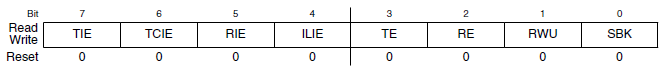 Bit 7 6 5 4 3 2 1 0
Read
Write TIE TCIE RIE ILIE TE RE RWU SBK
Reset 0 0 0 0 0 0 0 0